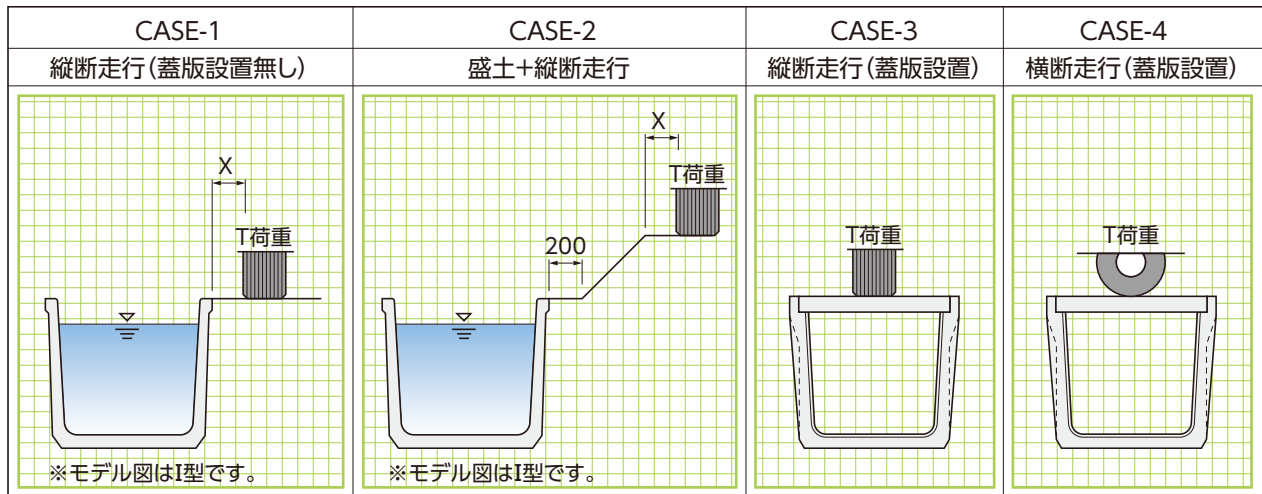 CASE-1
CASE-2
CASE-3
CASE-4
縦断走行(蓋版設置無し)
盛土+縦断走行
縦断走行(蓋版設置)
横断走行(蓋版設置)
X
T荷重
※モデル図はI型です。
X
T荷重
200
※モデル図はI型です。
T荷重
T荷重